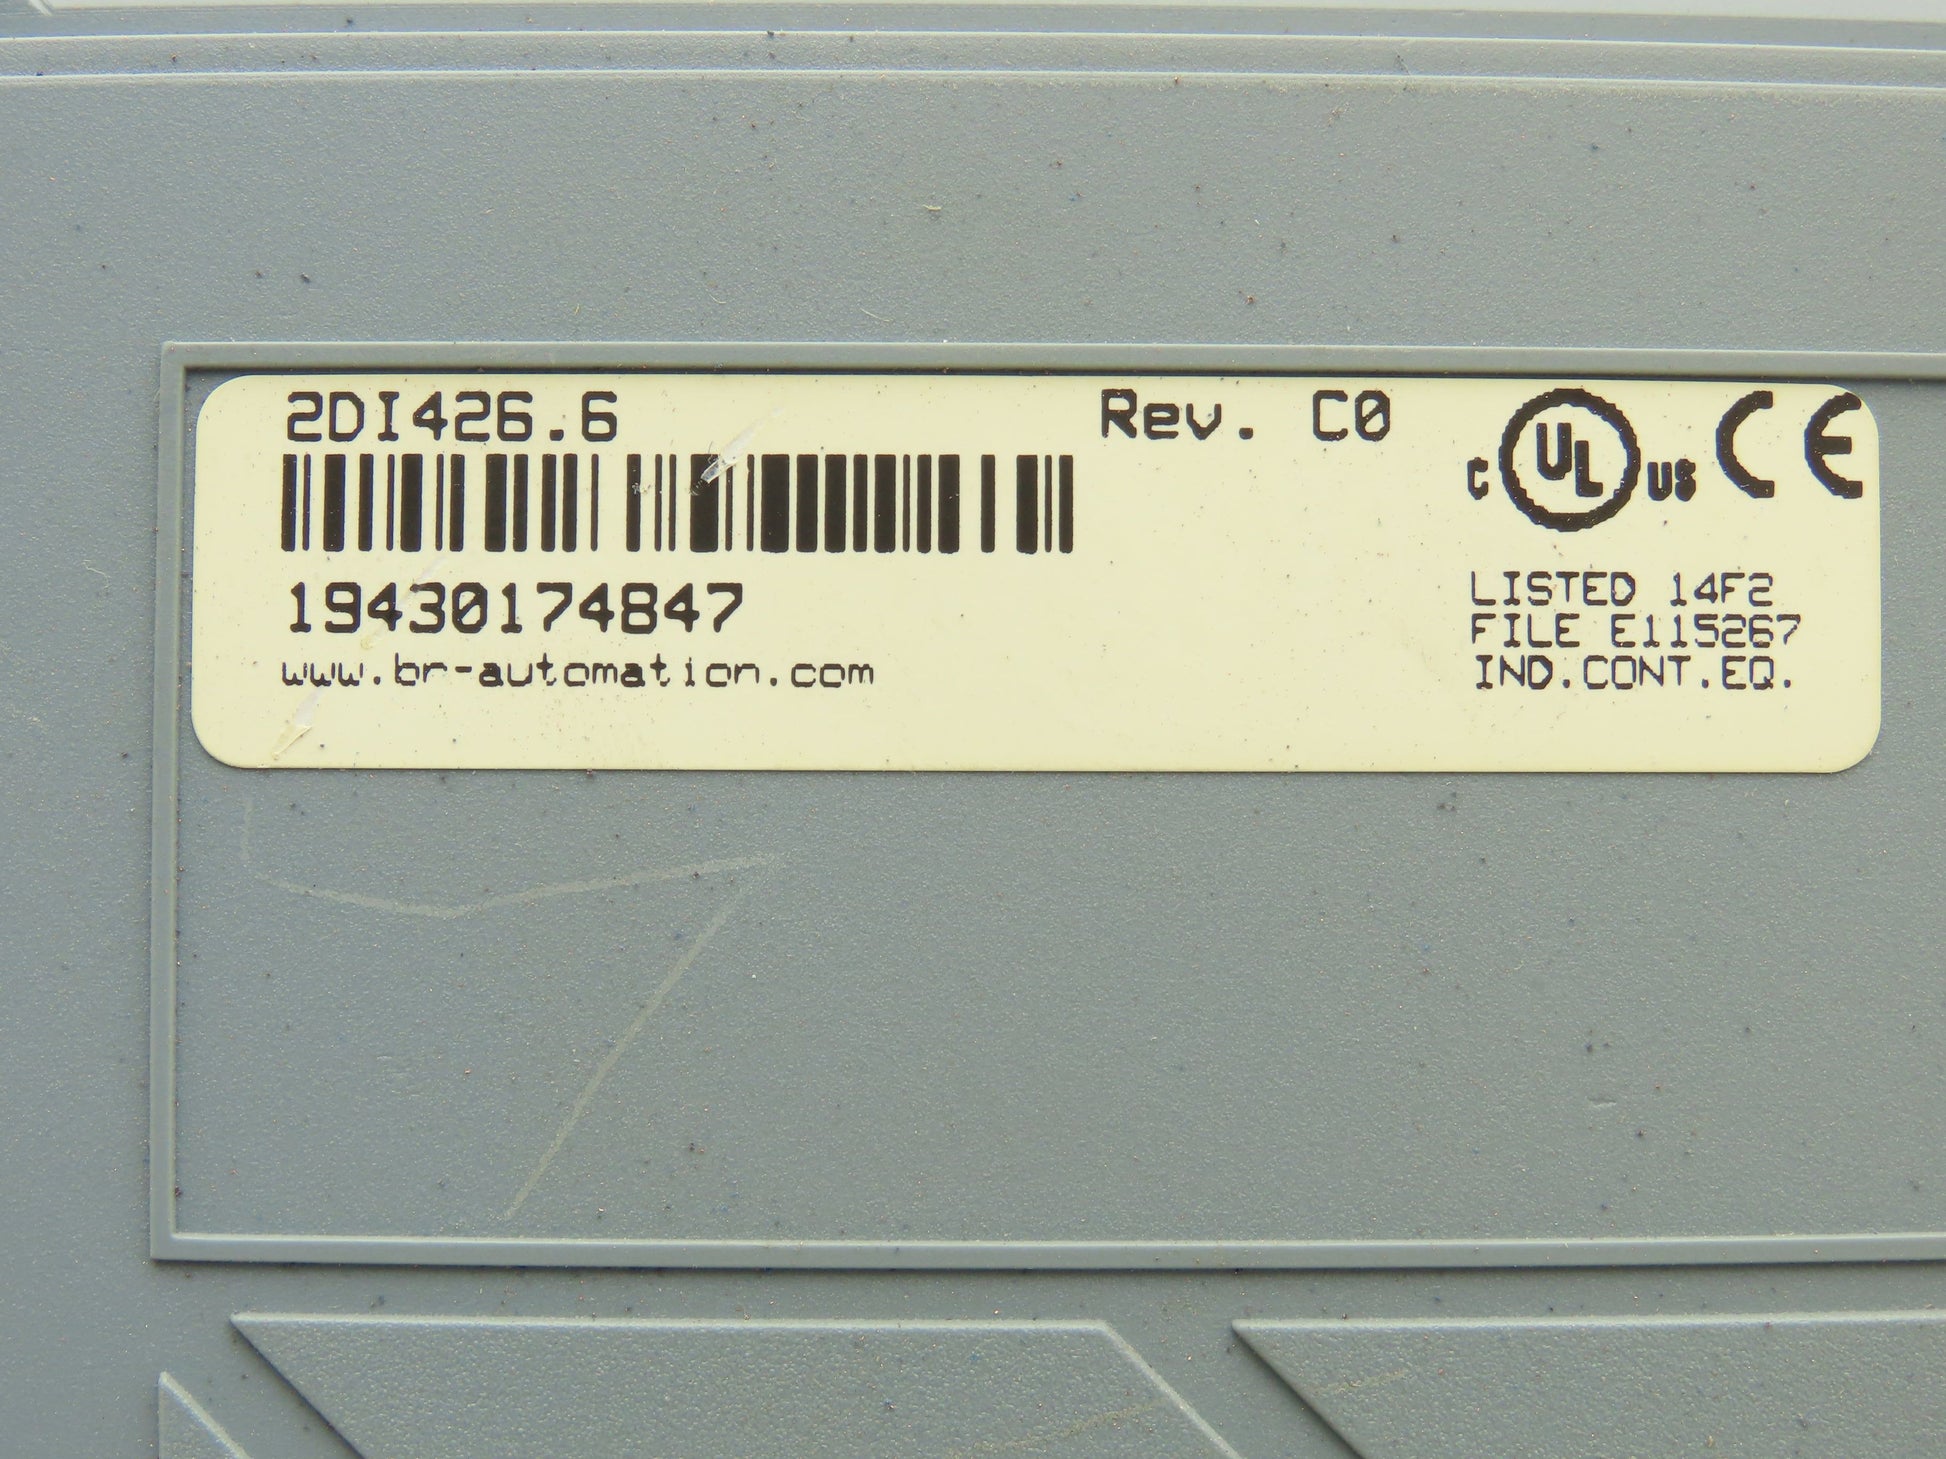 2DI426.6 Rev. C0
c UL US CE
19430174847
www.br-automation.com
LISTED 14F2
FILE E115267
IND.CONT.EQ.